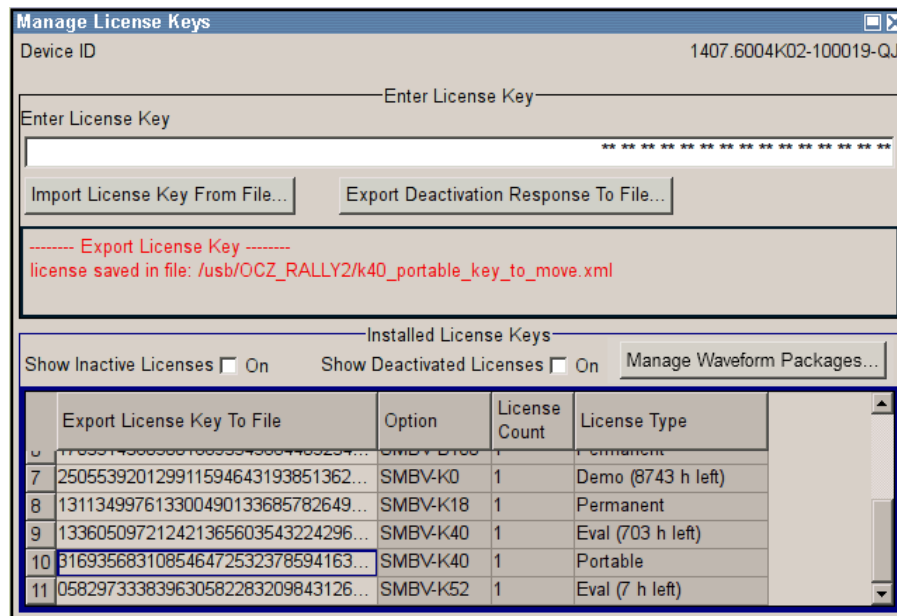 Manage License Keys
Device ID 1407.6004K02-100019-QJ
Enter License Key
Enter License Key
** ** ** ** ** ** ** ** ** ** ** ** ** ** **
Import License Key From File... Export Deactivation Response To File...
-------- Export License Key --------
license saved in file: /usb/OCZ_RALLY2/k40_portable_key_to_move.xml
Installed License Keys
Show Inactive Licenses On Show Deactivated Licenses On Manage Waveform Packages...
Export License Key To File Option License Count License Type
7 250553920129911594643193851362... SMBV-K0 1 Demo (8743 h left)
8 131134997613300490133685782649... SMBV-K18 1 Permanent
9 133605097212421365603543224296... SMBV-K40 1 Eval (703 h left)
10 316935683108546472532378594163... SMBV-K40 1 Portable
11 058297333839630582283209843126... SMBV-K52 1 Eval (7 h left)